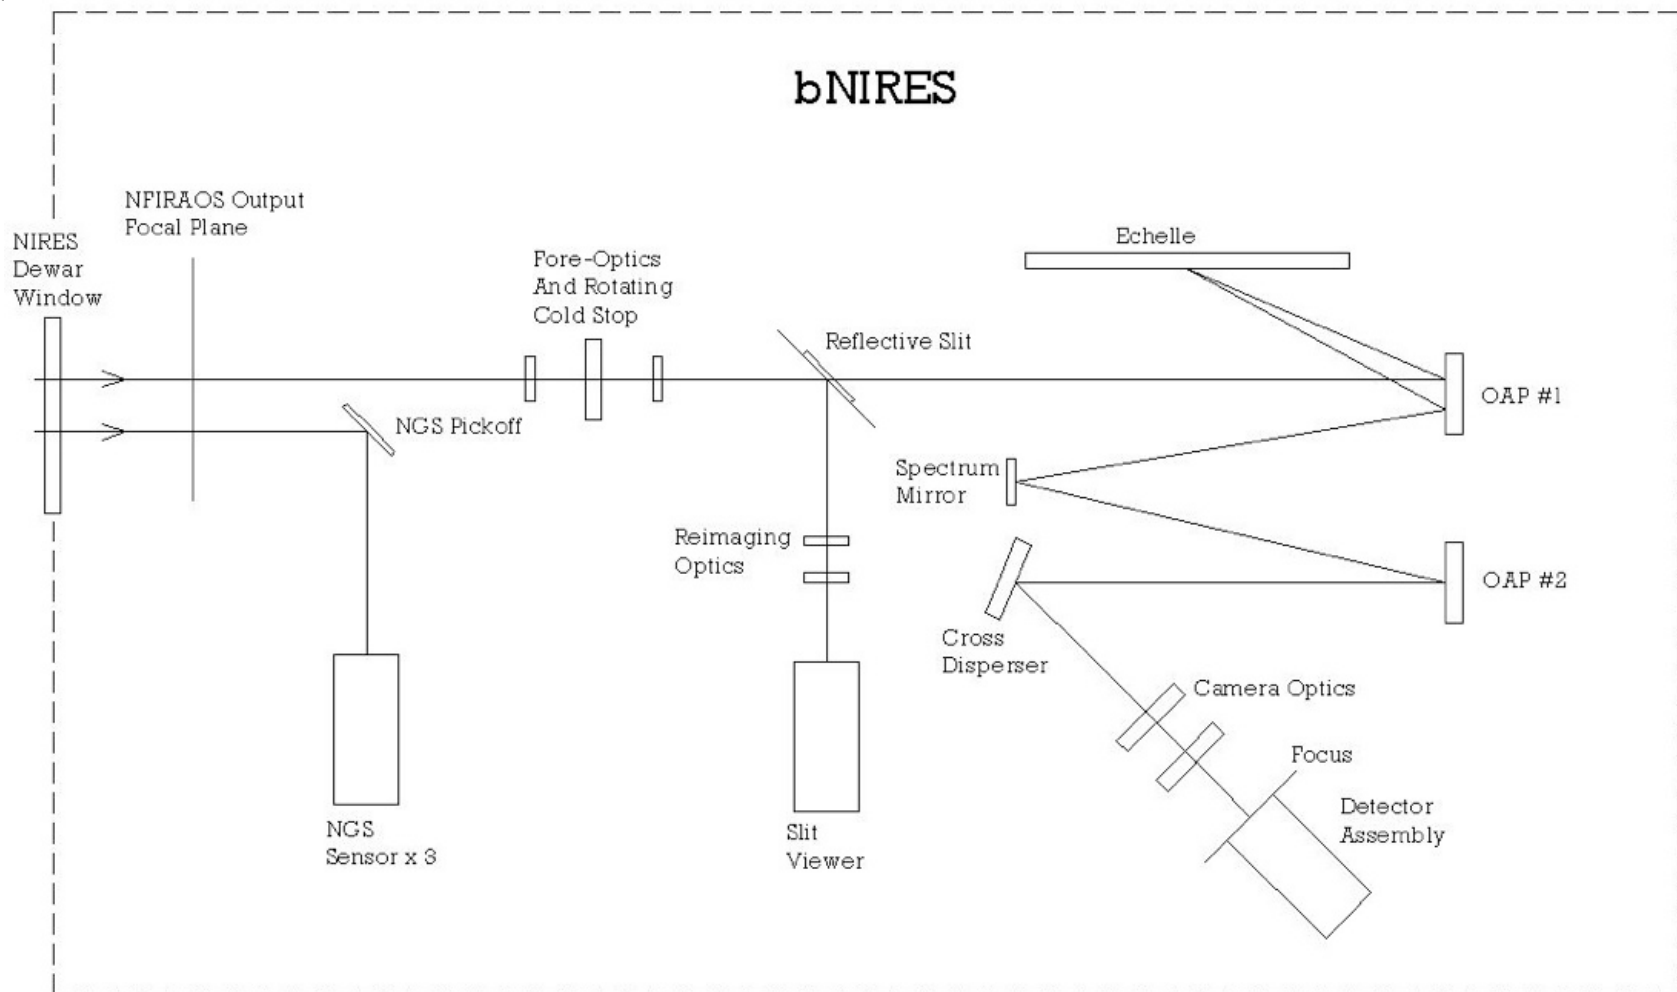 bNIRES
NFIRAOS Output
Focal Plane
NIRES
Dewar
Window
Fore-Optics
And Rotating
Cold Stop
Echelle
Reflective Slit
OAP #1
NGS Pickoff
Spectrum
Mirror
Reimaging
Optics
OAP #2
Cross
Disperser
Camera Optics
Focus
Detector
Assembly
NGS
Sensor x 3
Slit
Viewer